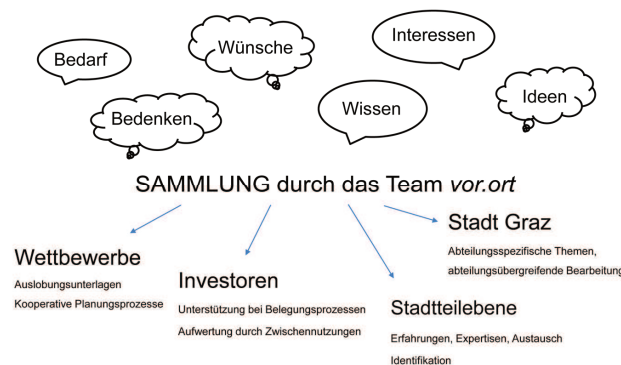 Bedarf
Wünsche
Interessen
Bedenken
Wissen
Ideen
SAMMLUNG durch das Team vor.ort
Wettbewerbe
Auslobungsunterlagen
Kooperative Planungsprozesse
Investoren
Unterstützung bei Belegungsprozessen
Aufwertung durch Zwischennutzungen
Stadtteilebene
Erfahrungen, Expertisen, Austausch
Identifikation
Stadt Graz
Abteilungsspezifische Themen,
abteilungsübergreifende Bearbeitung